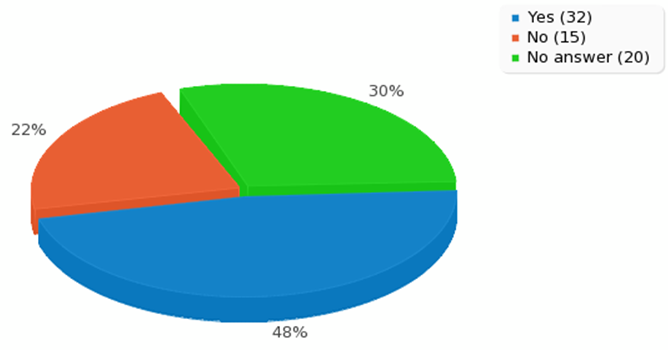 Yes (32)
No (15)
No answer (20)
30%
22%
48%